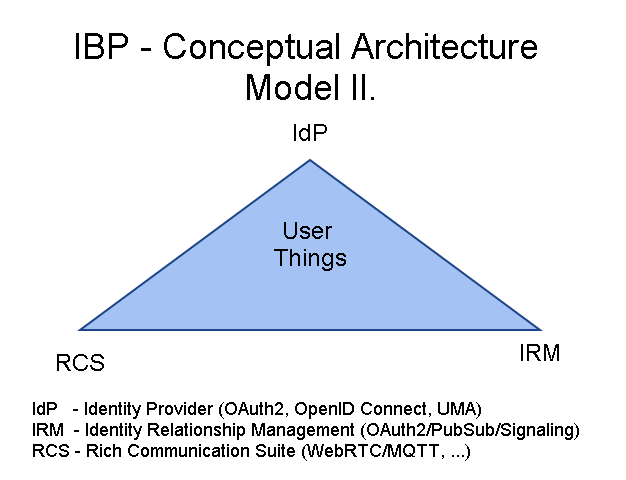 IBP - Conceptual Architecture
Model II.
IdP
User
Things
RCS
IRM
IdP - Identity Provider (OAuth2, OpenID Connect, UMA)
IRM - Identity Relationship Management (OAuth2/PubSub/Signaling)
RCS - Rich Communication Suite (WebRTC/MQTT, ...)